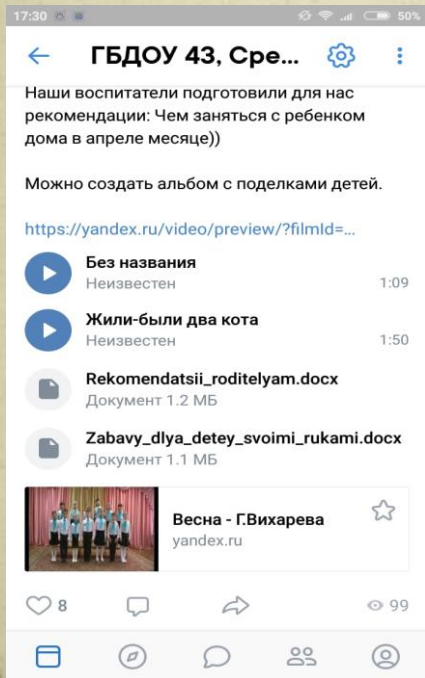 17:30
50%
ГБДОУ 43, Сре...
Наши воспитатели подготовили для нас
рекомендации: Чем заняться с ребенком
дома в апреле месяце))
Можно создать альбом с поделками детей.
https://yandex.ru/video/preview/?filmId=...
Без названия
Неизвестен
1:09
Жили-были два кота
Неизвестен
1:50
Rekomendatsii_roditelyam.docx
Документ 1.2 МБ
Zabavy_dlya_detey_svoimi_rukami.docx
Документ 1.1 МБ
Весна - Г.Вихарева
yandex.ru
8
99